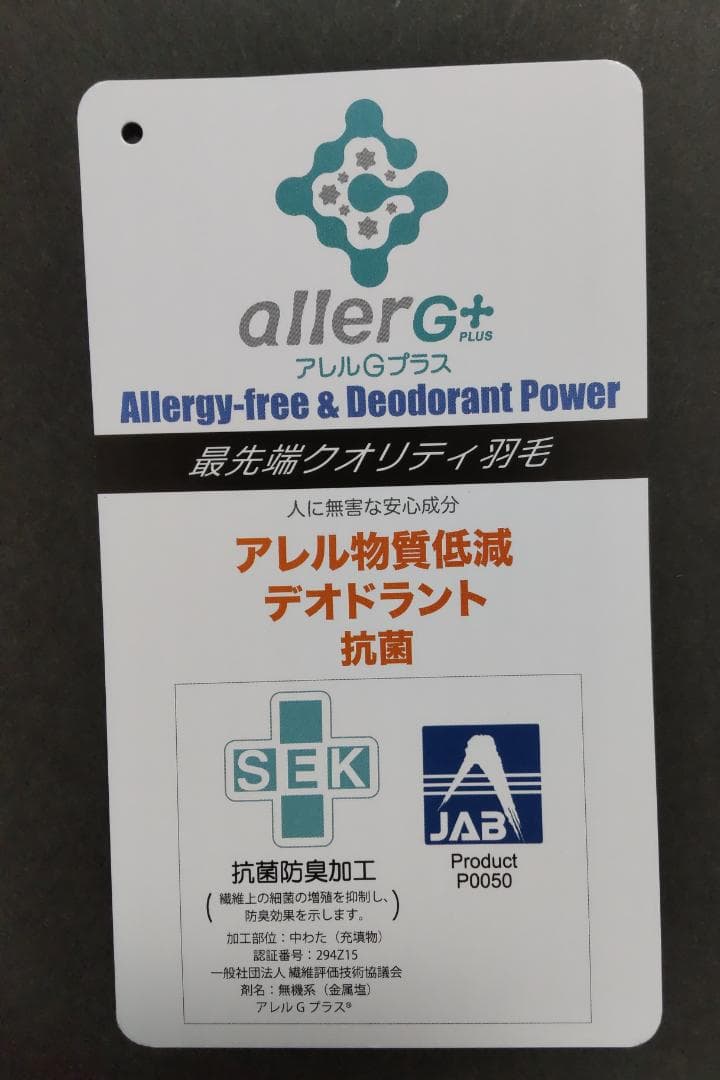 allerG+
PLUS
アレルGプラス
Allergy-free & Deodorant Power
最先端クオリティ羽毛
人に無害な安心成分
アレル物質低減
デオドラント
抗菌
SEK
抗菌防臭加工
(繊維上の細菌の増殖を抑制し、
防臭効果を示します。)
加工部位：中わた（充填物）
認証番号：294Z15
一般社団法人 繊維評価技術協議会
剤名：無機系（金属塩）
アレルGプラス®
JAB
Product
P0050